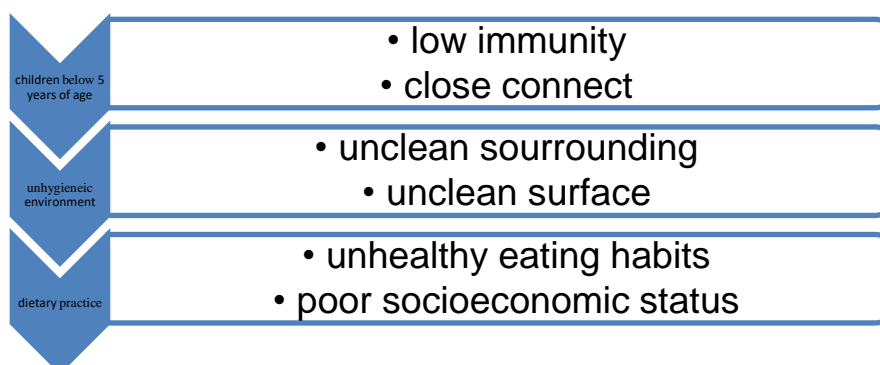 children below 5
years of age
• low immunity
• close connect
unhygieneic
environment
• unclean sourrounding
• unclean surface
dietary practice
• unhealthy eating habits
• poor socioeconomic status